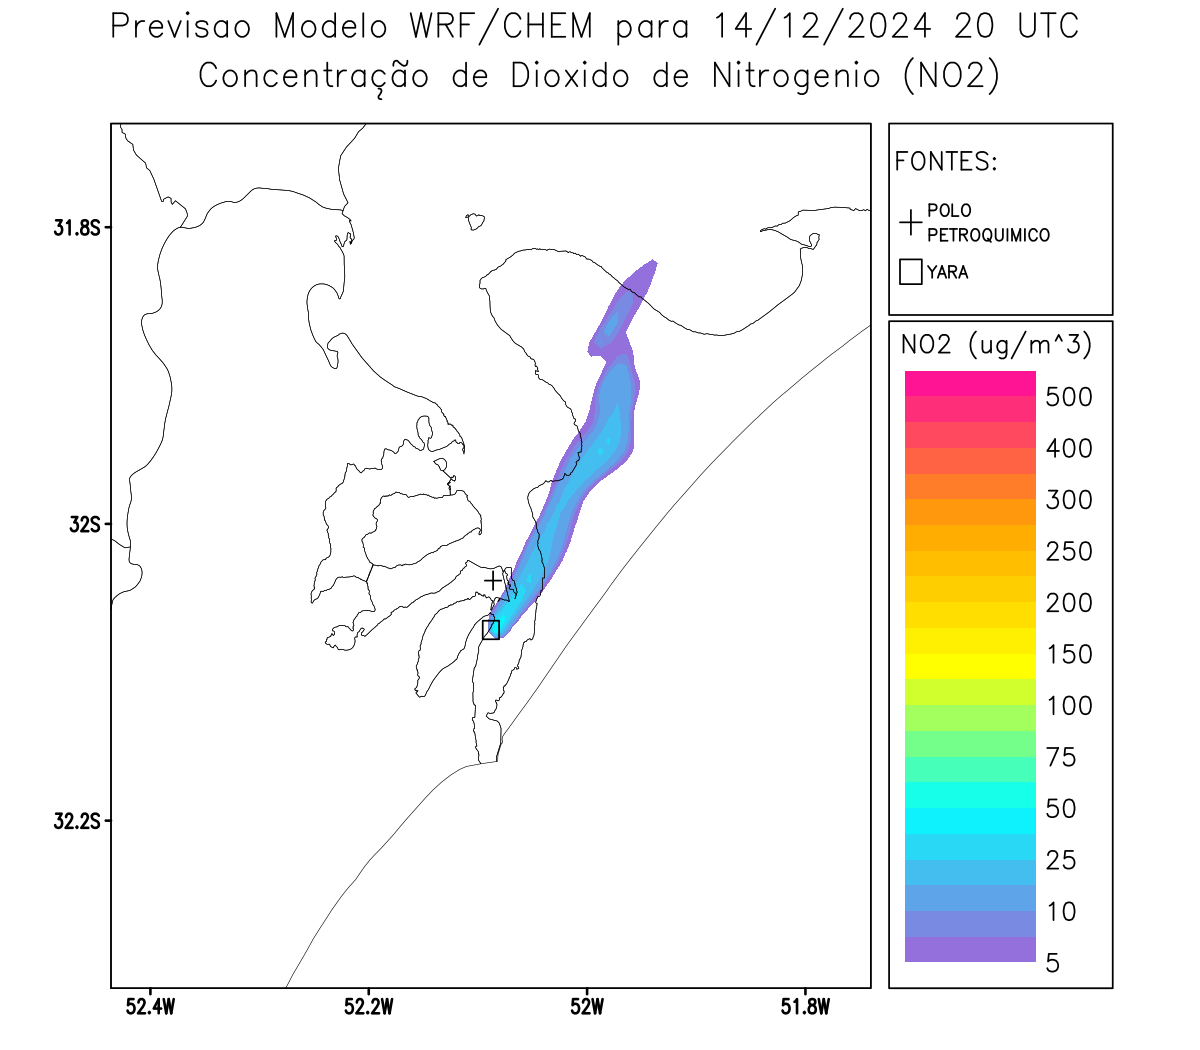 Previsao Modelo WRF/CHEM para 14/12/2024 20 UTC
Concentração de Dioxido de Nitrogenio (NO2)
FONTES:
POLO
PETROQUIMICO
YARA
NO2 (ug/m^3)
500
400
300
250
200
150
100
75
50
25
10
5
31.8S
32S
32.2S
52.4W
52.2W
52W
51.8W